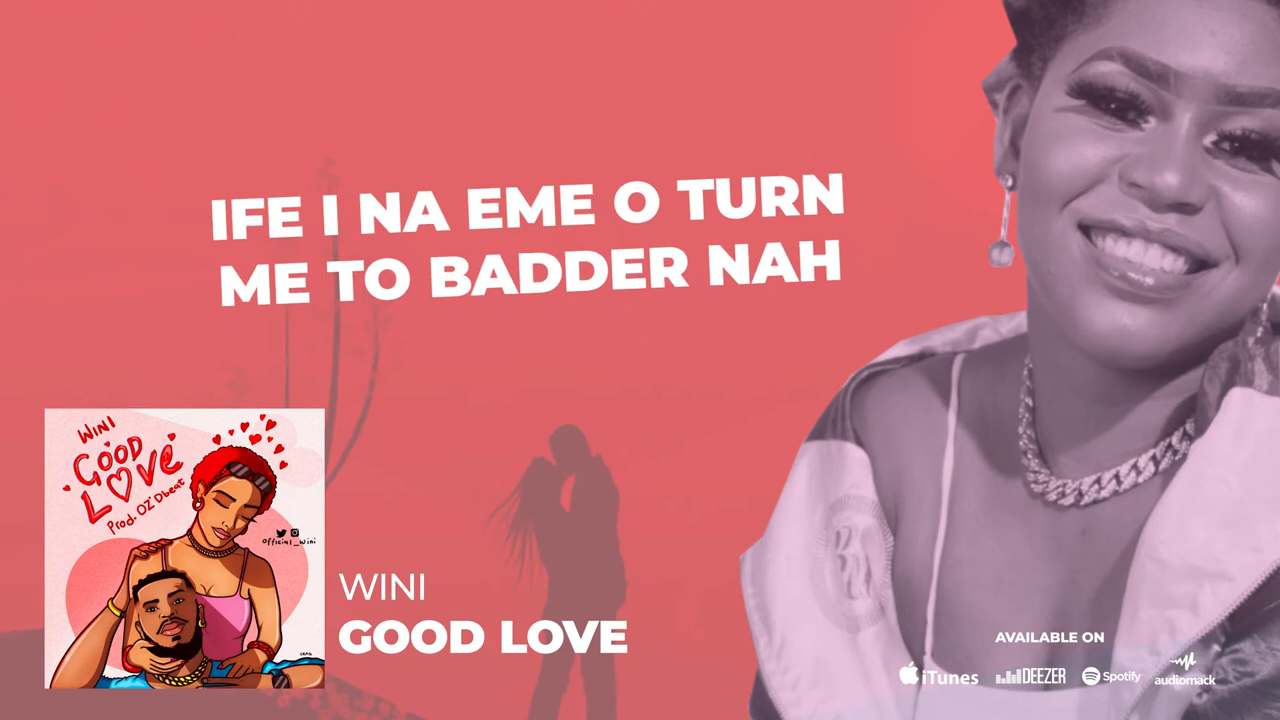 IFE I NA EME O TURN
ME TO BADDER NAH
WINI
GOOD
LOVE
Prod. OZ'Dbeat
Official_wini
WINI
GOOD LOVE
AVAILABLE ON
iTunes
DEEZER
Spotify
audiomack